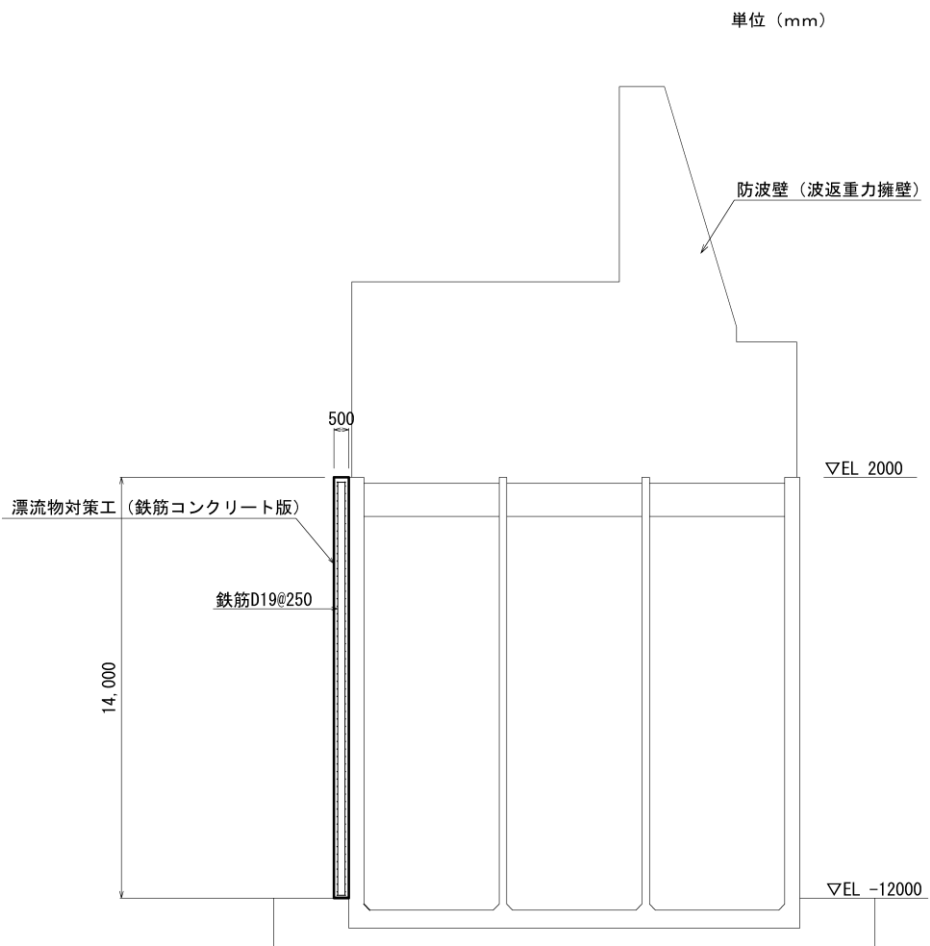 単位（mm）
防波壁（波返重力擁壁）
500
▽EL 2000
漂流物対策工（鉄筋コンクリート版）
鉄筋D19@250
14,000
▽EL -12000